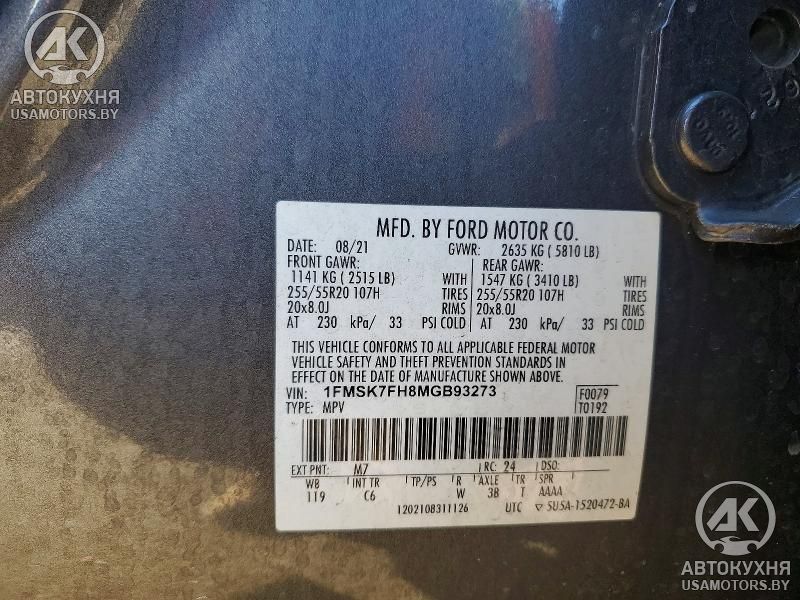 AK
АВТОКУХНЯ
USAMOTORS.BY
MFD. BY FORD MOTOR CO.
DATE: 08/21 GVWR: 2635 KG ( 5810 LB)
FRONT GAWR: REAR GAWR:
1141 KG ( 2515 LB) WITH 1547 KG ( 3410 LB) WITH
255/55R20 107H TIRES 255/55R20 107H TIRES
20x8.0J RIMS 20x8.0J RIMS
AT 230 kPa/ 33 PSI COLD AT 230 kPa/ 33 PSI COLD
THIS VEHICLE CONFORMS TO ALL APPLICABLE FEDERAL MOTOR
VEHICLE SAFETY AND THEFT PREVENTION STANDARDS IN
EFFECT ON THE DATE OF MANUFACTURE SHOWN ABOVE.
VIN: 1FMSK7FH8MGB93273 F0079
TYPE: MPV T0192
EXT PNT: M7 RC: 24 DSO:
WB INT TR TP/PS R AXLE TR SPR
119 C6 W 3B T AAAA
1202108311126 UTC 5U5A-1520472-BA
AK
АВТОКУХНЯ
USAMOTORS.BY